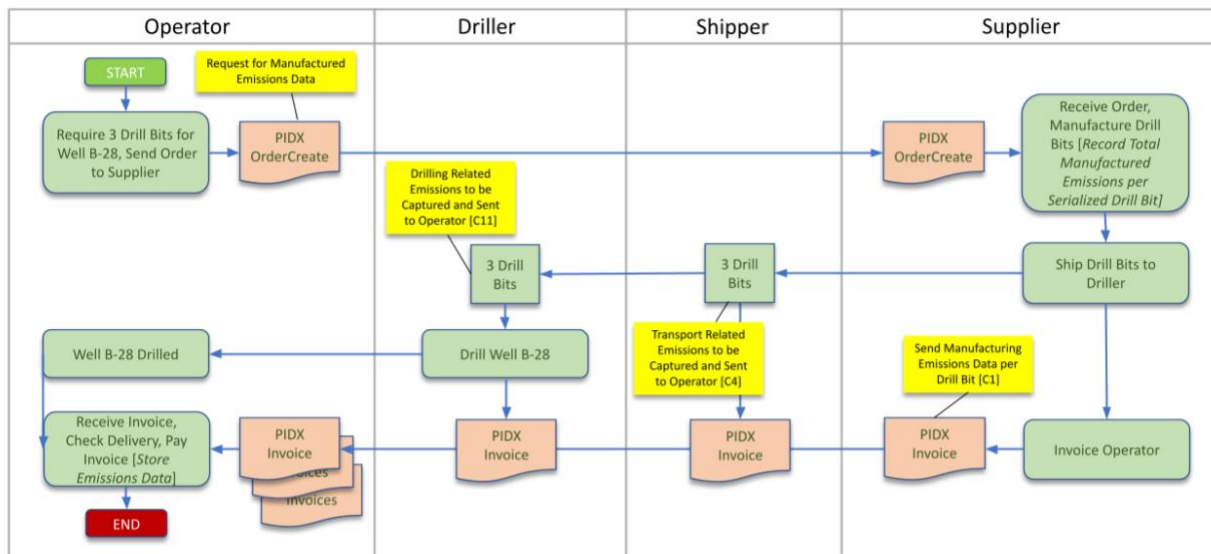 Operator
Driller
Shipper
Supplier
START
Request for Manufactured
Emissions Data
Require 3 Drill Bits for
Well B-28, Send Order
to Supplier
PIDX
OrderCreate
PIDX
OrderCreate
Receive Order,
Manufacture Drill
Bits [Record Total
Manufactured
Emissions per
Serialized Drill Bit]
Drilling Related
Emissions to be
Captured and Sent
to Operator [C11]
3 Drill
Bits
3 Drill
Bits
Ship Drill Bits to
Driller
Well B-28 Drilled
Drill Well B-28
Transport Related
Emissions to be
Captured and Sent
to Operator [C4]
Send Manufacturing
Emissions Data per
Drill Bit [C1]
Receive Invoice,
Check Delivery, Pay
Invoice [Store
Emissions Data]
PIDX
Invoice
Invoices
PIDX
Invoice
PIDX
Invoice
PIDX
Invoice
Invoice Operator
END